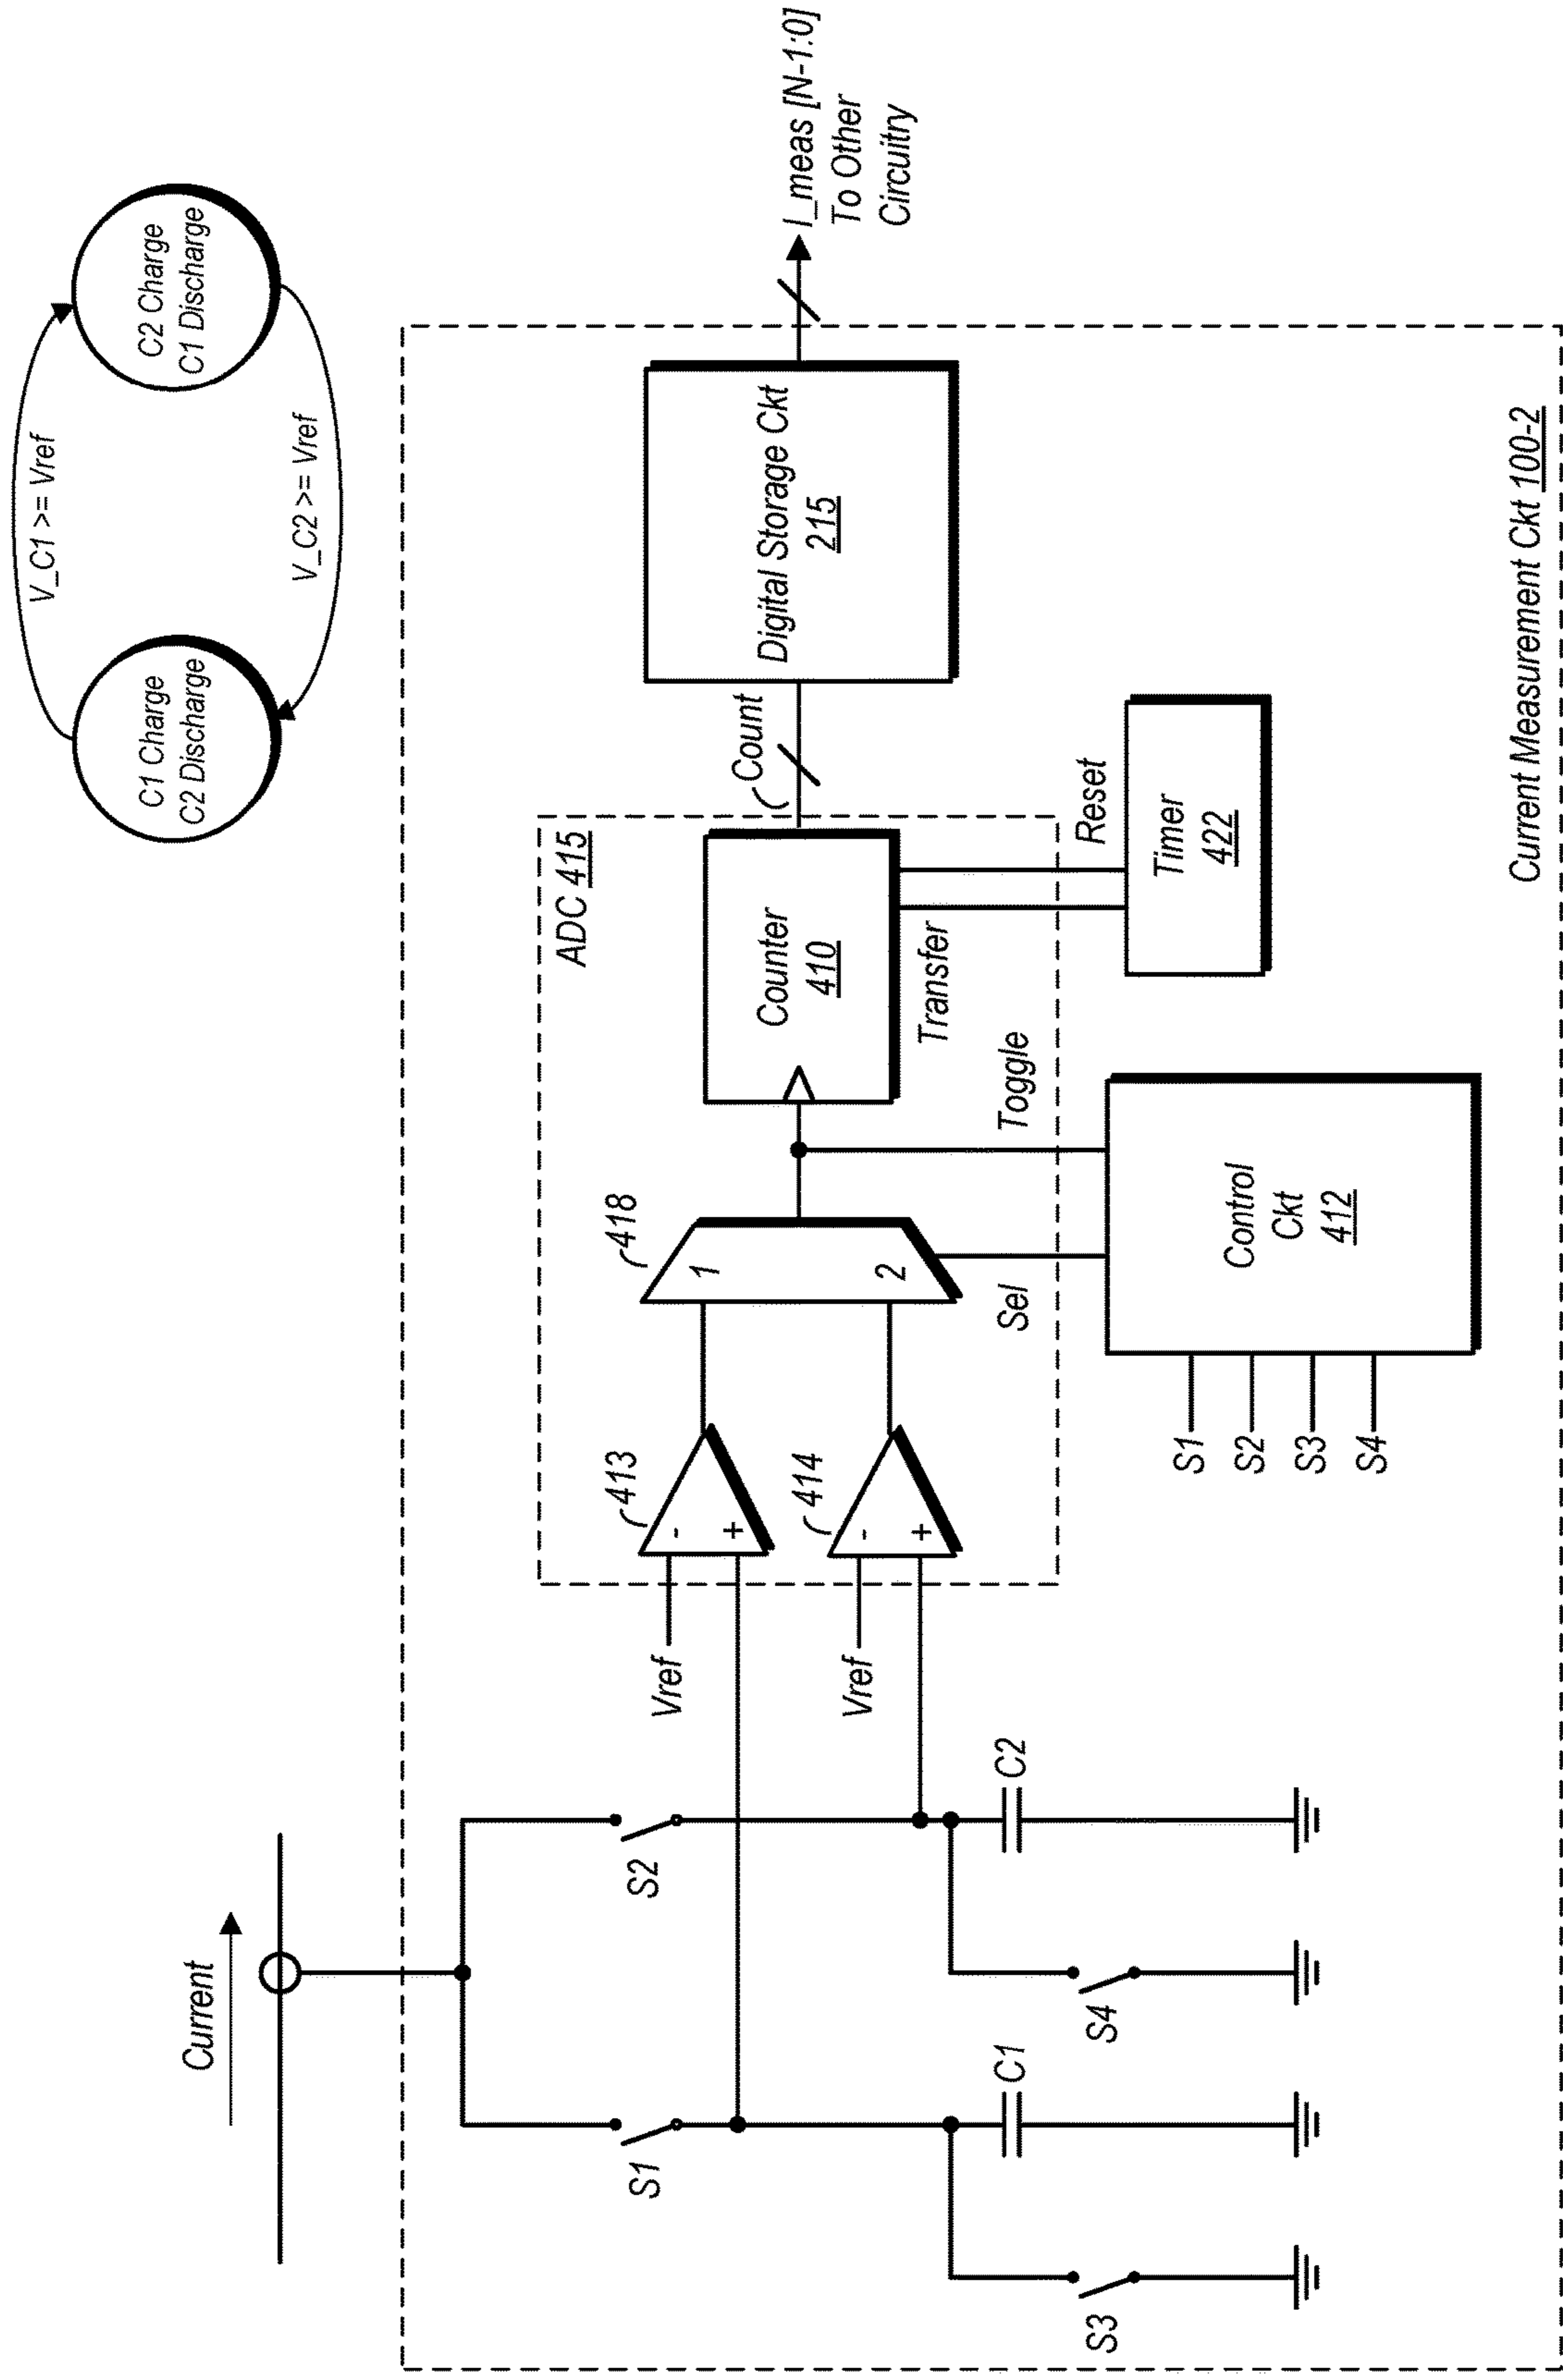 Current
C1 Charge
C2 Discharge
V_C1 >= Vref
V_C2 >= Vref
C2 Charge
C1 Discharge
S1
S2
S3
S4
C1
C2
Vref
Vref
413
-
+
414
-
+
418
1
2
Sel
Toggle
ADC 415
Counter
410
Transfer
Reset
Count
Timer
422
Control
Ckt
412
S1
S2
S3
S4
Digital Storage Ckt
215
I_meas [N-1:0]
To Other
Circuitry
Current Measurement Ckt 100-2